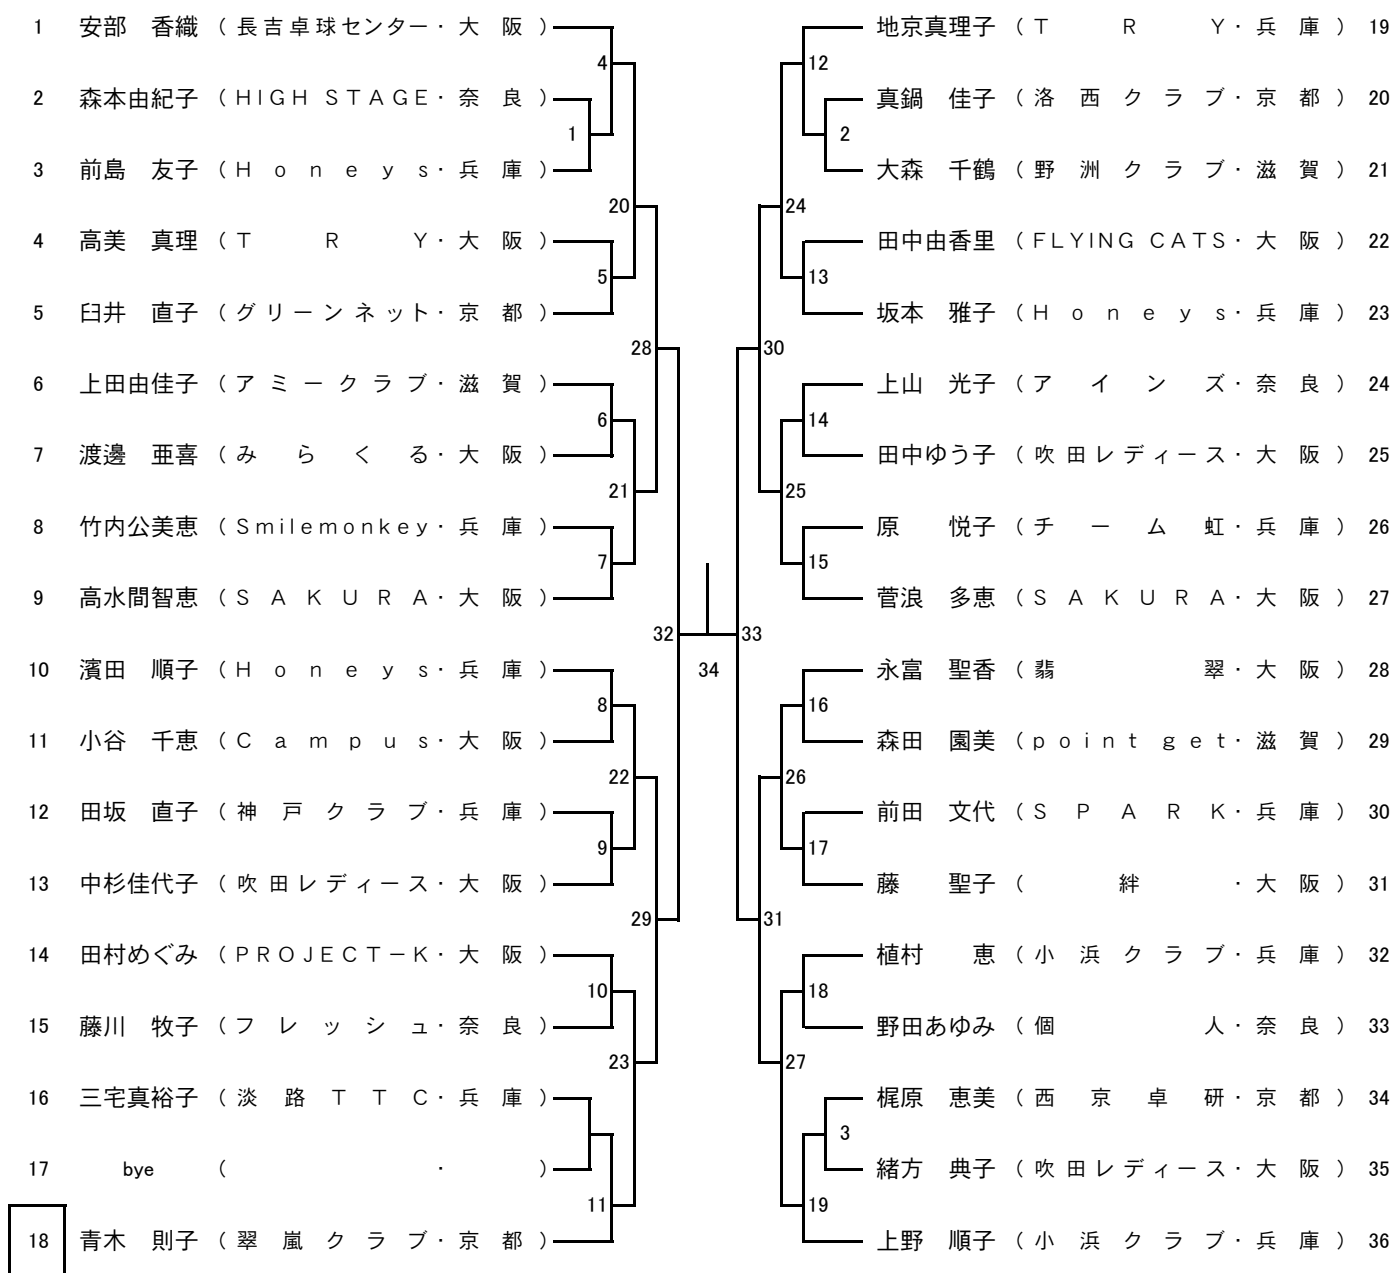 1 安部 香織 (長吉卓球センター・大阪)
4
2 森本由紀子 (HIGH STAGE・奈良)
1
3 前島 友子 (Honeys・兵庫)
20
4 高美 真理 (TRY・大阪)
5
5 臼井 直子 (グリーンネット・京都)
28
6 上田由佳子 (アミークラブ・滋賀)
6
7 渡邊 亜喜 (みらくる・大阪)
21
8 竹内公美恵 (Smilemonkey・兵庫)
7
9 高水間智恵 (SAKURA・大阪)
32
10 濱田 順子 (Honeys・兵庫)
8
11 小谷 千恵 (Campus・大阪)
22
12 田坂 直子 (神戸クラブ・兵庫)
9
13 中杉佳代子 (吹田レディース・大阪)
29
14 田村めぐみ (PROJECT-K・大阪)
10
15 藤川 牧子 (フレッシュ・奈良)
23
16 三宅真裕子 (淡路TTC・兵庫)
17 bye ( ・ )
11
18 青木 則子 (翠嵐クラブ・京都)
34
地京真理子 (TRY・兵庫) 19
12
真鍋 佳子 (洛西クラブ・京都) 20
2
大森 千鶴 (野洲クラブ・滋賀) 21
24
田中由香里 (FLYING CATS・大阪) 22
13
坂本 雅子 (Honeys・兵庫) 23
30
上山 光子 (アインズ・奈良) 24
14
田中ゆう子 (吹田レディース・大阪) 25
25
原 悦子 (チーム虹・兵庫) 26
15
菅浪 多恵 (SAKURA・大阪) 27
33
永富 聖香 (翡翠・大阪) 28
16
森田 園美 (point get・滋賀) 29
26
前田 文代 (SPARK・兵庫) 30
17
藤 聖子 (絆・大阪) 31
31
植村 恵 (小浜クラブ・兵庫) 32
18
野田あゆみ (個人・奈良) 33
27
梶原 恵美 (西京卓研・京都) 34
3
緒方 典子 (吹田レディース・大阪) 35
19
上野 順子 (小浜クラブ・兵庫) 36